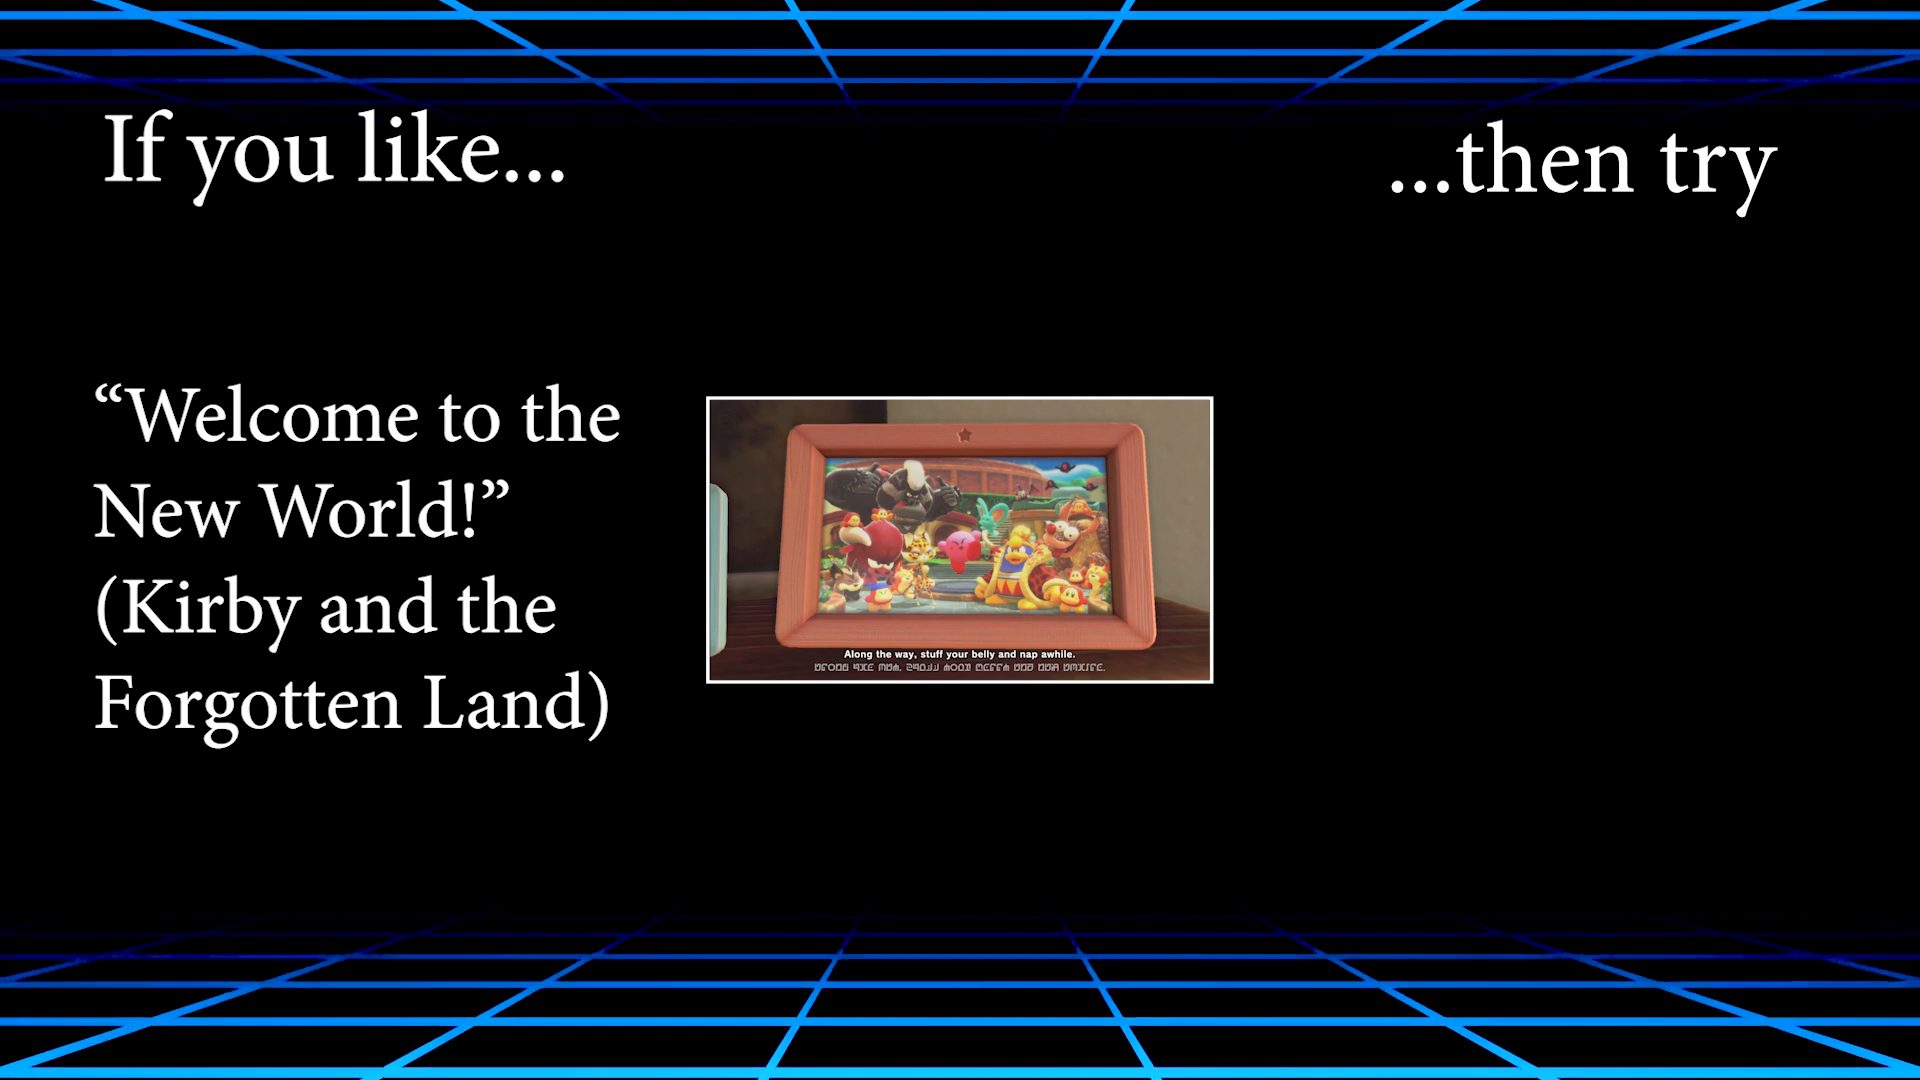 If you like...
...then try
“Welcome to the
New World!”
(Kirby and the
Forgotten Land)
Along the way, stuff your belly and nap awhile.